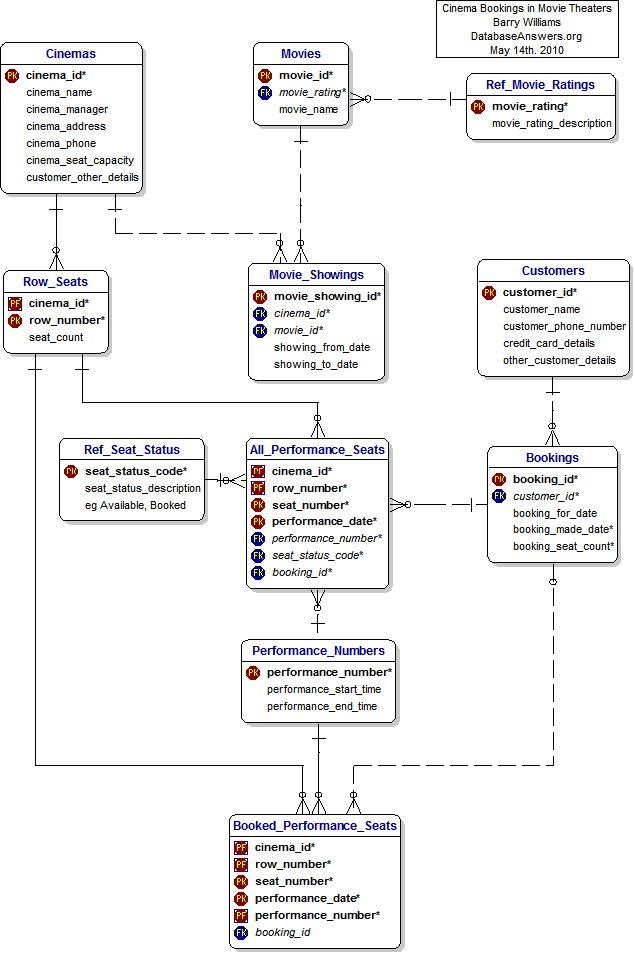 Cinema Bookings in Movie Theaters
Barry Williams
DatabaseAnswers.org
May 14th. 2010
Cinemas
PK cinema_id*
cinema_name
cinema_manager
cinema_address
cinema_phone
cinema_seat_capacity
customer_other_details
Movies
PK movie_id*
FK movie_rating*
movie_name
Ref_Movie_Ratings
PK movie_rating*
movie_rating_description
Row_Seats
PF cinema_id*
PK row_number*
seat_count
Movie_Showings
PK movie_showing_id*
FK cinema_id*
FK movie_id*
showing_from_date
showing_to_date
Customers
PK customer_id*
customer_name
customer_phone_number
credit_card_details
other_customer_details
Ref_Seat_Status
PK seat_status_code*
seat_status_description
eg Available, Booked
All_Performance_Seats
PF cinema_id*
PF row_number*
PK seat_number*
PK performance_date*
FK performance_number*
FK seat_status_code*
FK booking_id*
Bookings
PK booking_id*
FK customer_id*
booking_for_date
booking_made_date*
booking_seat_count*
Performance_Numbers
PK performance_number*
performance_start_time
performance_end_time
Booked_Performance_Seats
PF cinema_id*
PF row_number*
PK seat_number*
PK performance_date*
PF performance_number*
FK booking_id